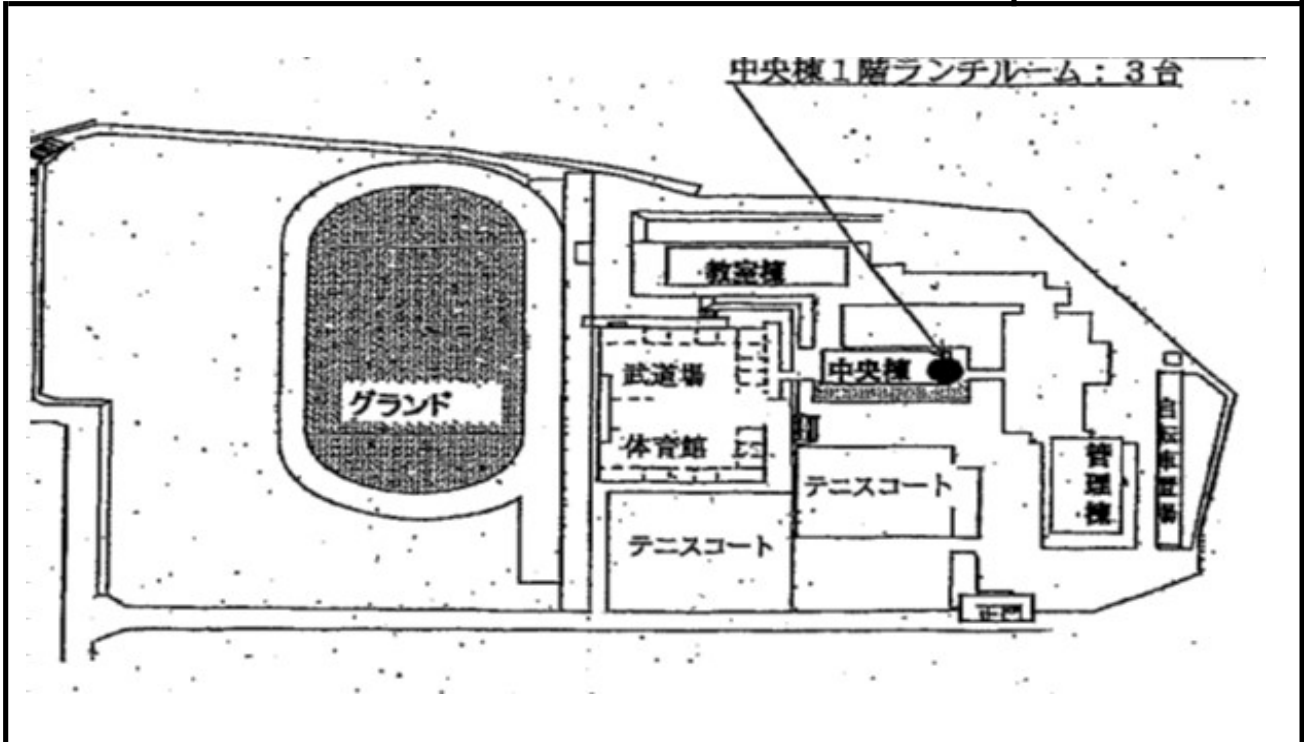 中央棟1階ランチルーム：3台
教室棟
武道場
中央棟
グランド
体育館
テニスコート
管理棟
自転車置場
テニスコート
正門